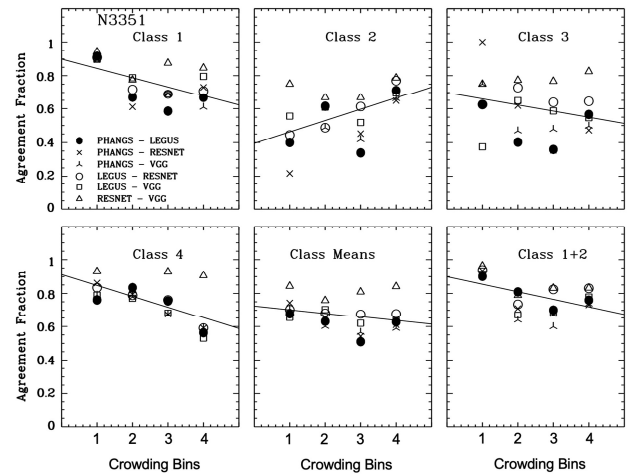 N3351
Class 1
Class 2
Class 3
Agreement Fraction
1
0.8
0.6
0.4
0.2
0
PHANGS – LEGUS
PHANGS – RESNET
PHANGS – VGG
LEGUS – RESNET
LEGUS – VGG
RESNET – VGG
Class 4
Class Means
Class 1+2
Agreement Fraction
1
0.8
0.6
0.4
0.2
0
1 2 3 4
1 2 3 4
1 2 3 4
Crowding Bins
Crowding Bins
Crowding Bins